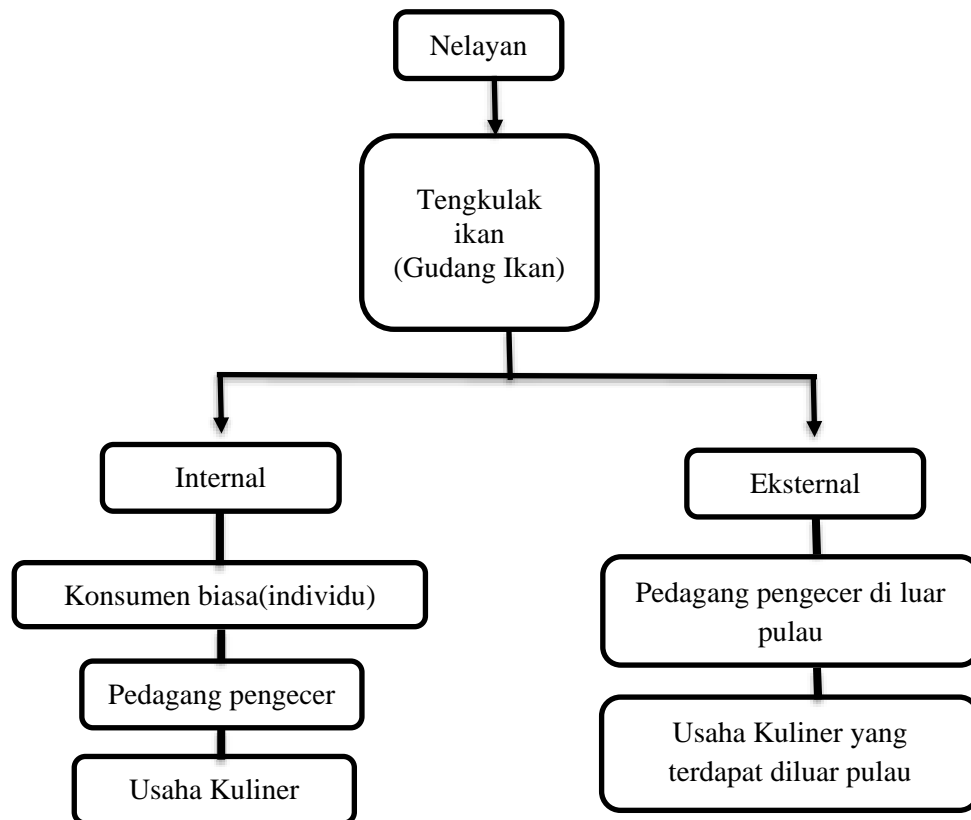 Nelayan
Tengkulak
ikan
(Gudang Ikan)
Internal
Eksternal
Konsumen biasa(individu)
Pedagang pengecer di luar
pulau
Pedagang pengecer
Usaha Kuliner yang
terdapat diluar pulau
Usaha Kuliner